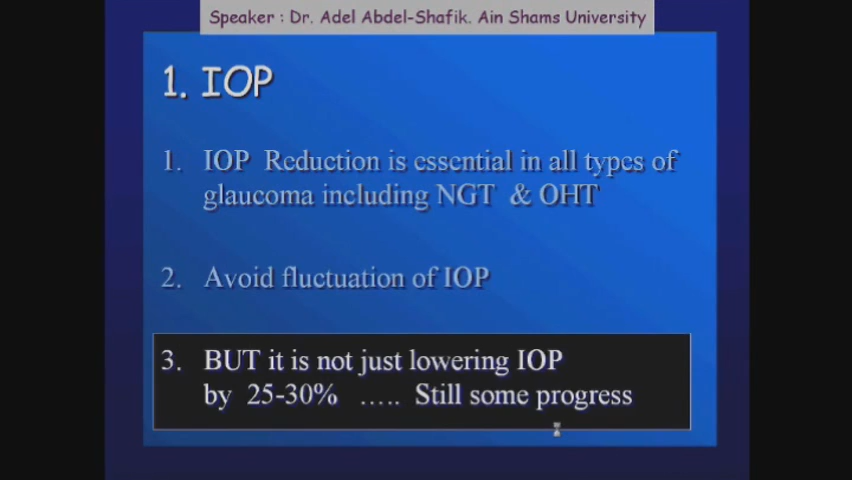 Speaker : Dr. Adel Abdel-Shafik. Ain Shams University
1. IOP
1. IOP Reduction is essential in all types of
glaucoma including NGT & OHT
2. Avoid fluctuation of IOP
3. BUT it is not just lowering IOP
by 25-30% ..... Still some progress